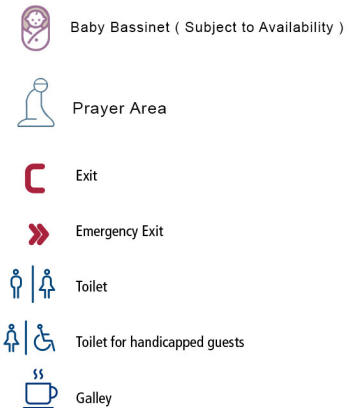 Baby Bassinet ( Subject to Availability )
Prayer Area
Exit
Emergency Exit
Toilet
Toilet for handicapped guests
Galley